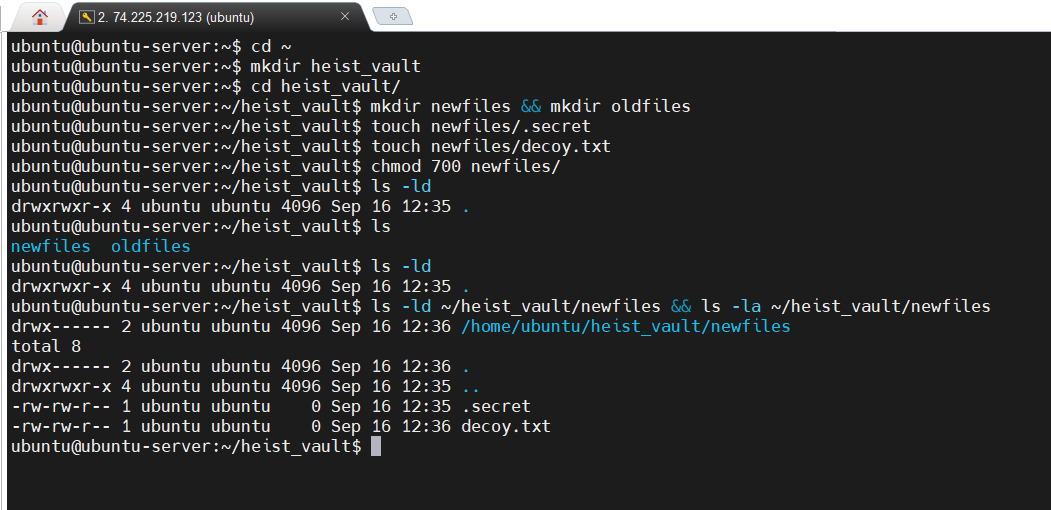 2. 74.225.219.123 (ubuntu)
ubuntu@ubuntu-server:~$ cd ~
ubuntu@ubuntu-server:~$ mkdir heist_vault
ubuntu@ubuntu-server:~$ cd heist_vault/
ubuntu@ubuntu-server:~/heist_vault$ mkdir newfiles && mkdir oldfiles
ubuntu@ubuntu-server:~/heist_vault$ touch newfiles/.secret
ubuntu@ubuntu-server:~/heist_vault$ touch newfiles/decoy.txt
ubuntu@ubuntu-server:~/heist_vault$ chmod 700 newfiles/
ubuntu@ubuntu-server:~/heist_vault$ ls -ld
drwxrwxr-x 4 ubuntu ubuntu 4096 Sep 16 12:35 .
ubuntu@ubuntu-server:~/heist_vault$ ls
newfiles  oldfiles
ubuntu@ubuntu-server:~/heist_vault$ ls -ld
drwxrwxr-x 4 ubuntu ubuntu 4096 Sep 16 12:35 .
ubuntu@ubuntu-server:~/heist_vault$ ls -ld ~/heist_vault/newfiles && ls -la ~/heist_vault/newfiles
drwx------ 2 ubuntu ubuntu 4096 Sep 16 12:36 /home/ubuntu/heist_vault/newfiles
total 8
drwx------ 2 ubuntu ubuntu 4096 Sep 16 12:36 .
drwxrwxr-x 4 ubuntu ubuntu 4096 Sep 16 12:35 ..
-rw-rw-r-- 1 ubuntu ubuntu    0 Sep 16 12:35 .secret
-rw-rw-r-- 1 ubuntu ubuntu    0 Sep 16 12:36 decoy.txt
ubuntu@ubuntu-server:~/heist_vault$